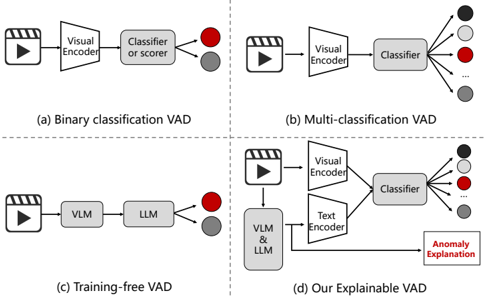 Visual
Encoder
Classifier
or scorer
(a) Binary classification VAD
Visual
Encoder
Classifier
...
(b) Multi-classification VAD
VLM
LLM
(c) Training-free VAD
Visual
Encoder
Text
Encoder
Classifier
...
VLM
&
LLM
Anomaly
Explanation
(d) Our Explainable VAD